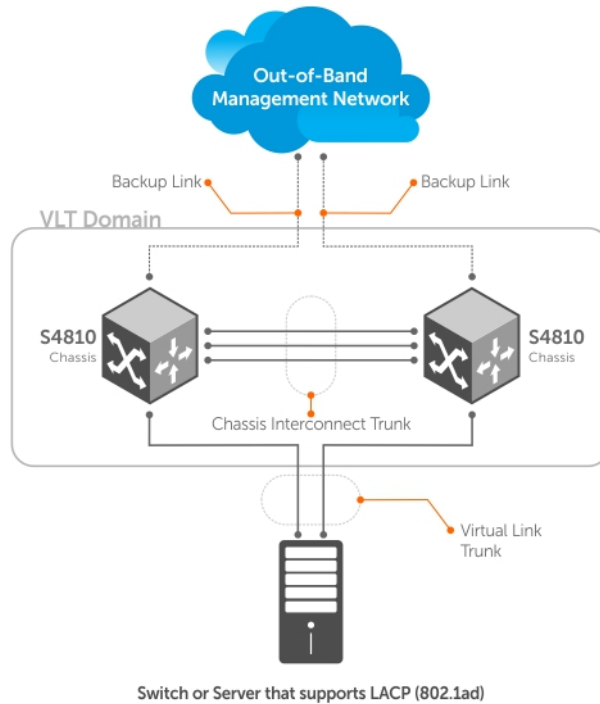 Out-of-Band
Management Network
Backup Link
Backup Link
VLT Domain
S4810
Chassis
S4810
Chassis
Chassis Interconnect Trunk
Virtual Link
Trunk
Switch or Server that supports LACP (802.1ad)